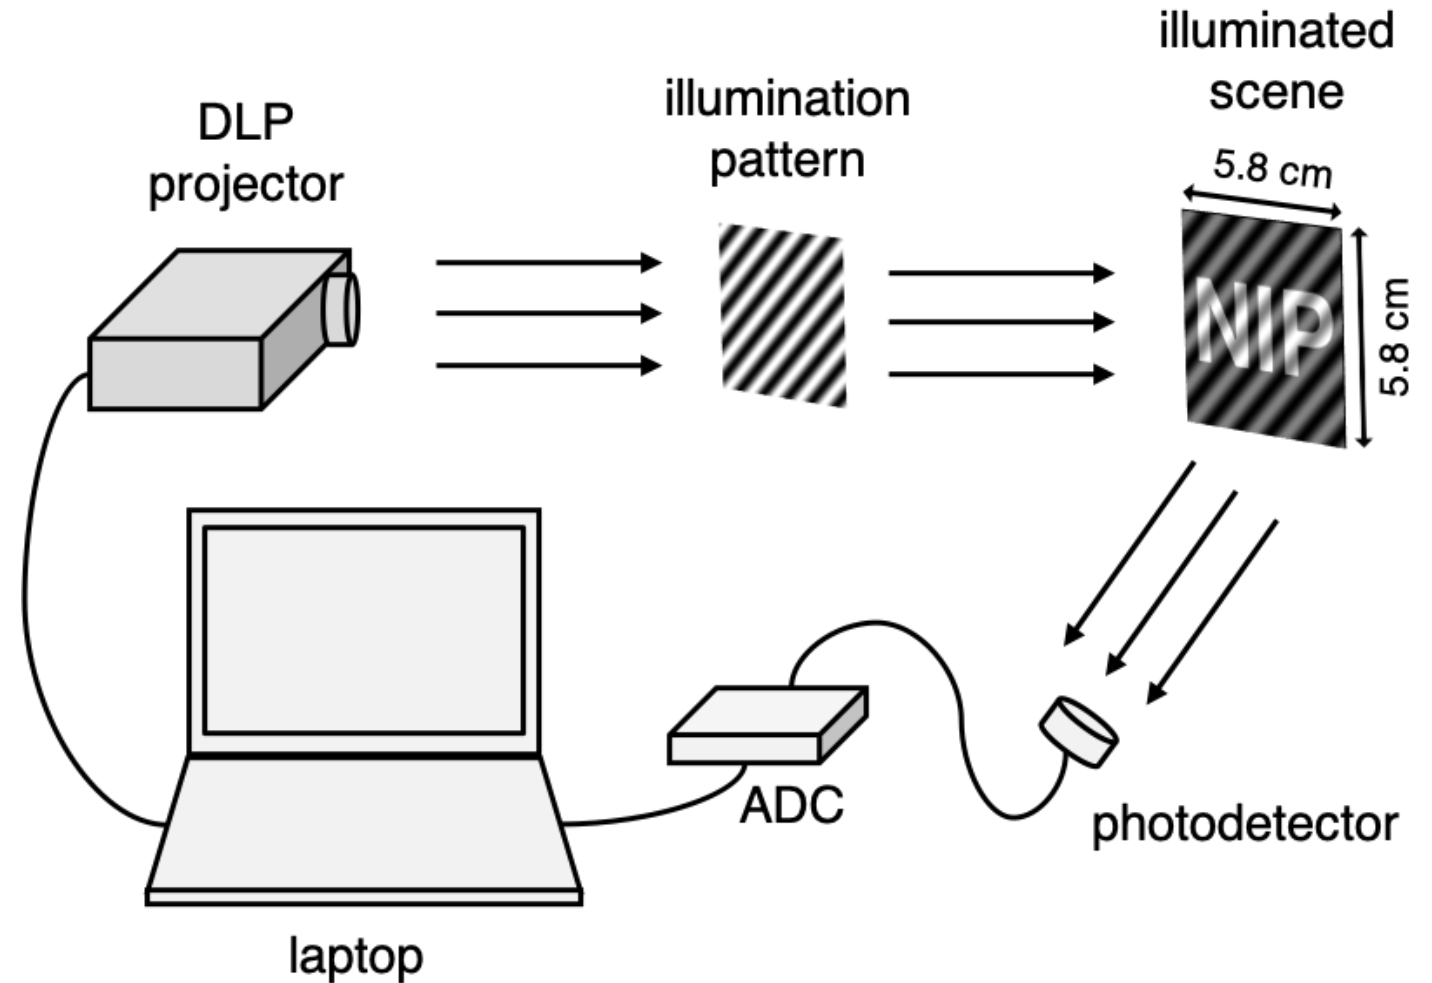 DLP
projector
illumination
pattern
illuminated
scene
5.8 cm
5.8 cm
NIP
ADC
photodetector
laptop